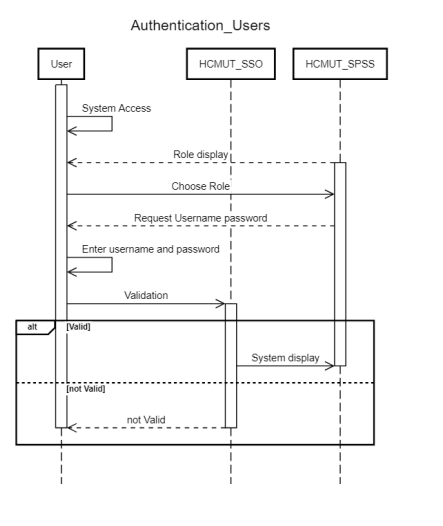 Authentication_Users
User
HCMUT_SSO
HCMUT_SPSS
System Access
Role display
Choose Role
Request Username password
Enter username and password
Validation
alt
[Valid]
System display
[not Valid]
not Valid